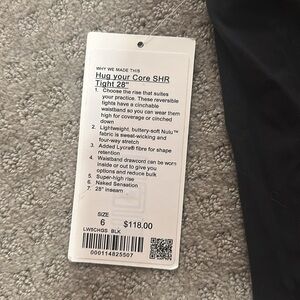 WHY WE MADE THIS
Hug your Core SHR
Tight 28"
1. Choose the rise that suits
your practice. These reversible
tights have a cinchable
waistband so you can wear them
high for coverage or cinched
down
2. Lightweight, buttery-soft Nulu™
fabric is sweat-wicking and
four-way stretch
3. Added Lycra® fibre for shape
retention
4. Waistband drawcord can be worn
inside or out to give you
options and reduce bulk
5. Super-high rise
6. Naked Sensation
7. 28" inseam
SIZE
6 $118.00
LW5CHQS BLK
000114825507